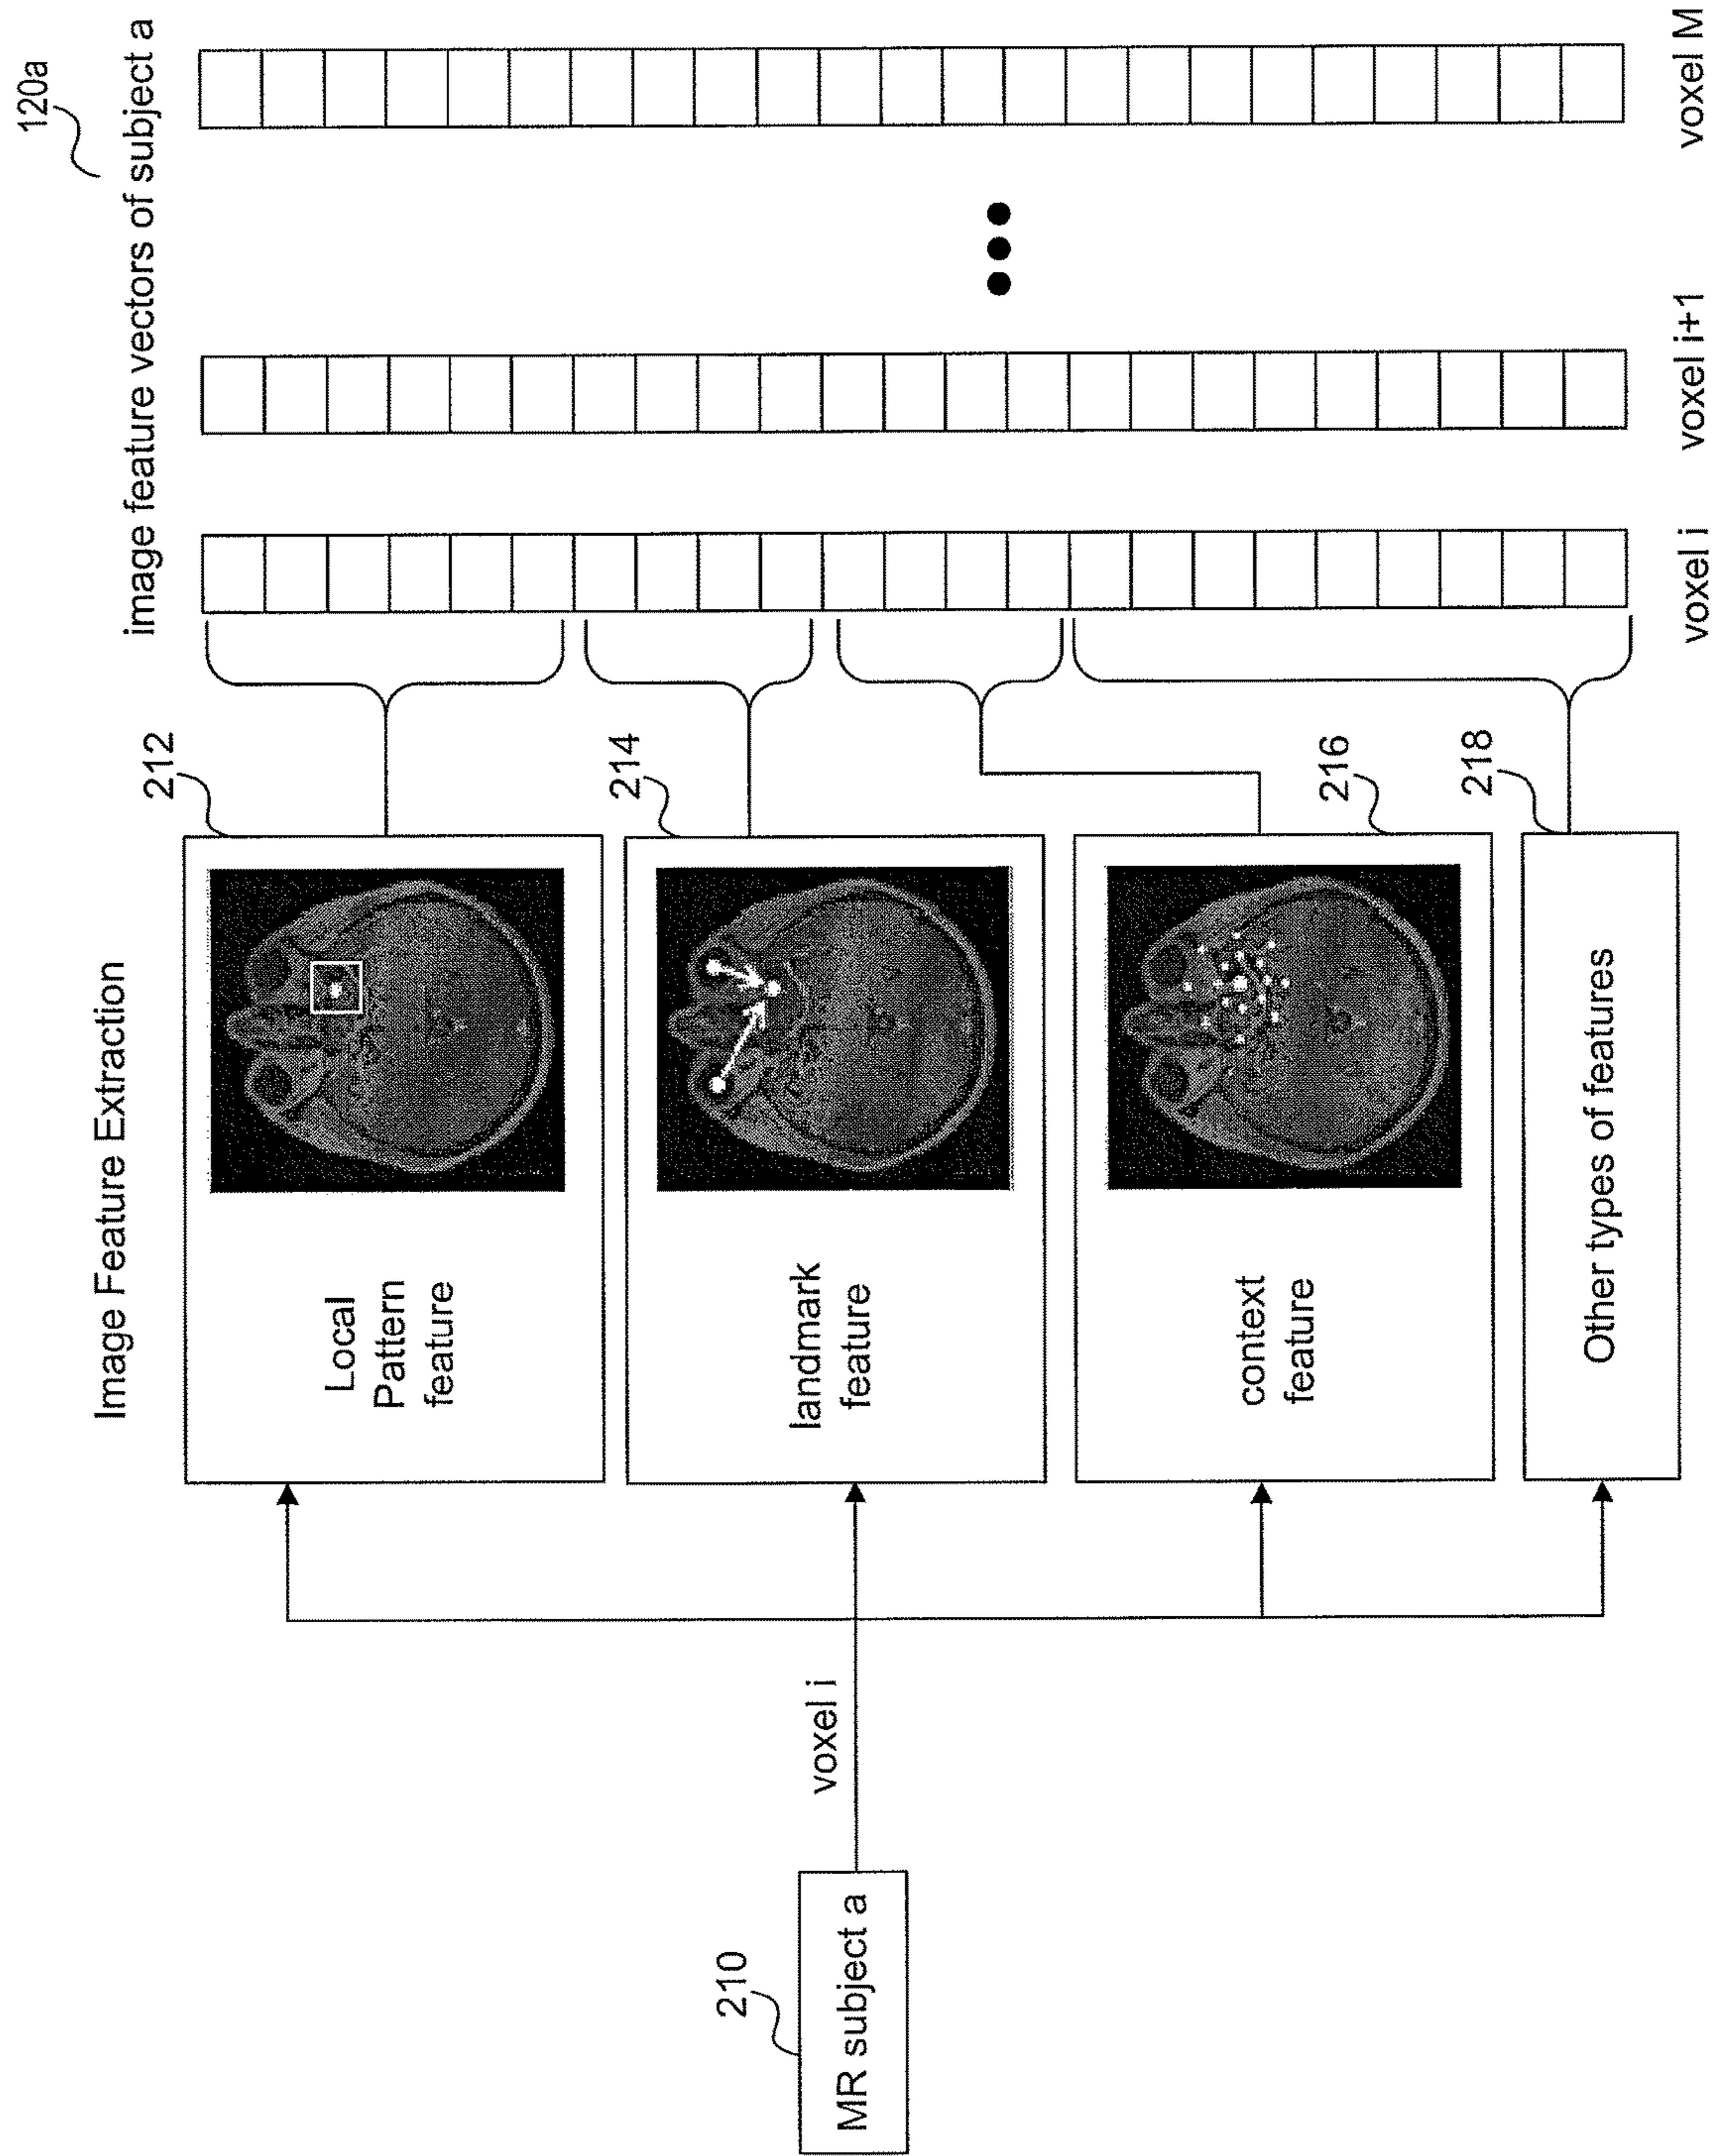 120a
Image Feature Extraction
image feature vectors of subject a
210
MR subject a
voxel i
212
Local
Pattern
feature
214
landmark
feature
216
context
feature
218
Other types of features
voxel i
voxel i+1
voxel M